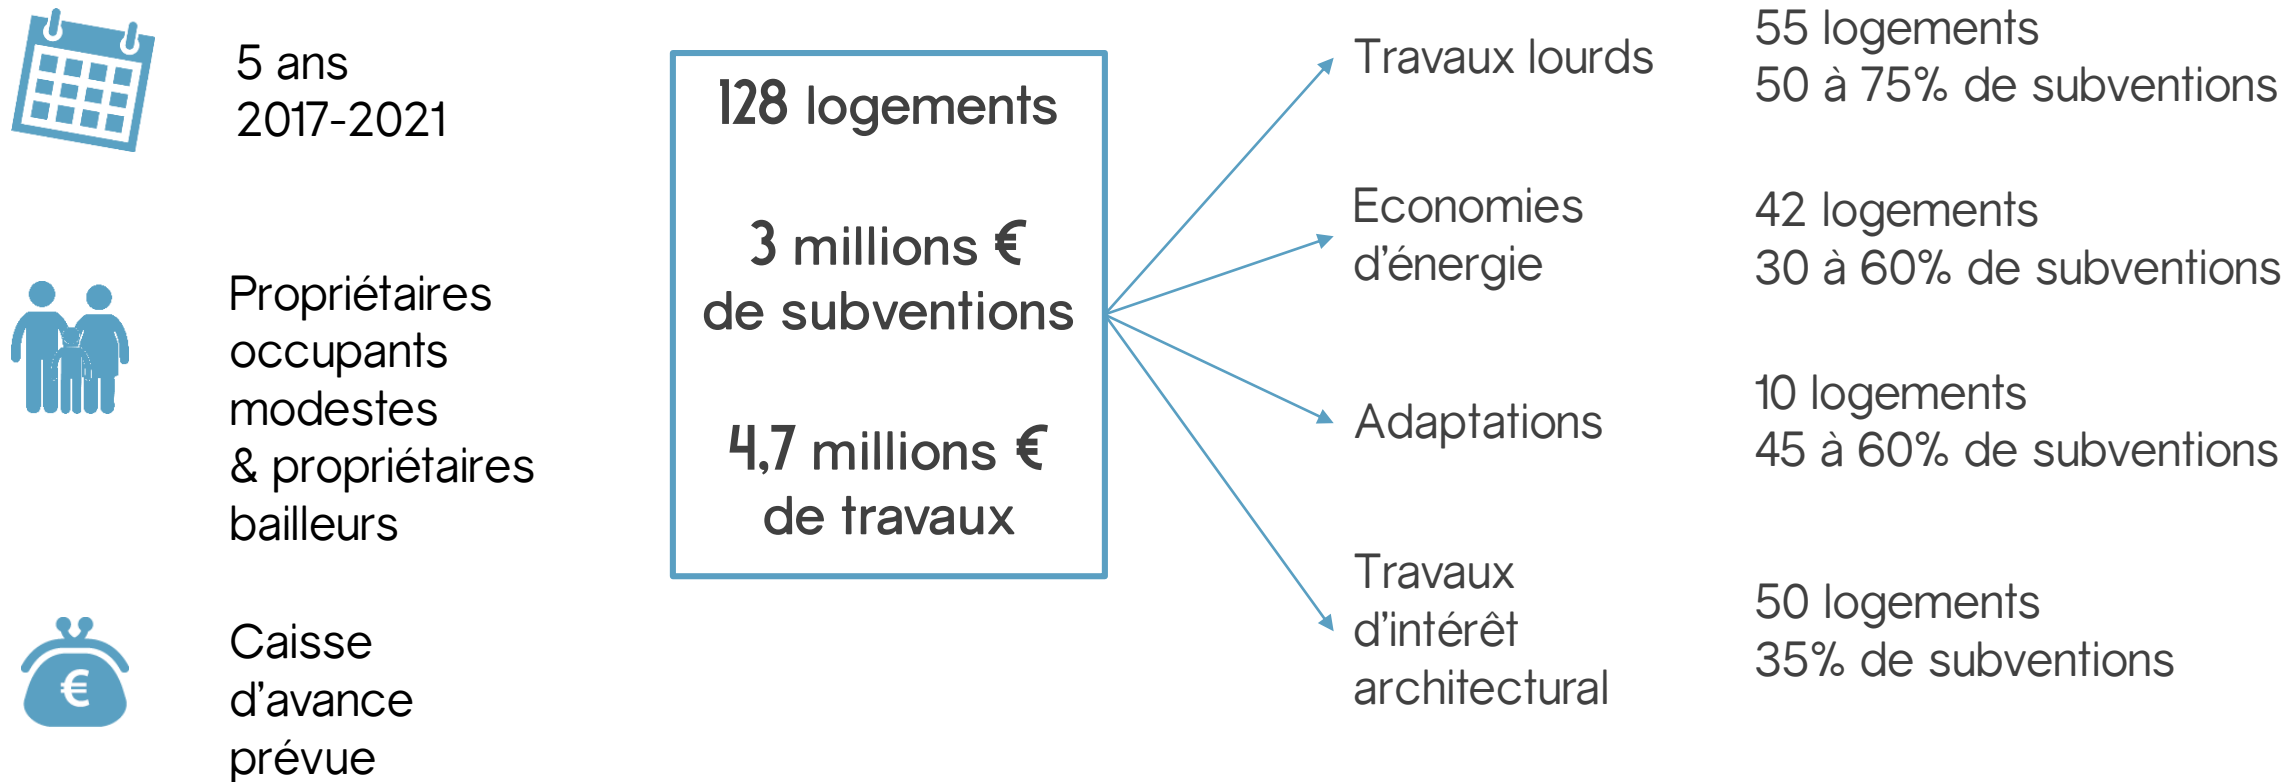 5 ans
2017-2021
Propriétaires
occupants
modestes
& propriétaires
bailleurs
Caisse
d'avance
prévue
€
128 logements
3 millions €
de subventions
4,7 millions €
de travaux
Travaux lourds
55 logements
50 à 75% de subventions
Economies
d'énergie
42 logements
30 à 60% de subventions
Adaptations
10 logements
45 à 60% de subventions
Travaux
d'intérêt
architectural
50 logements
35% de subventions